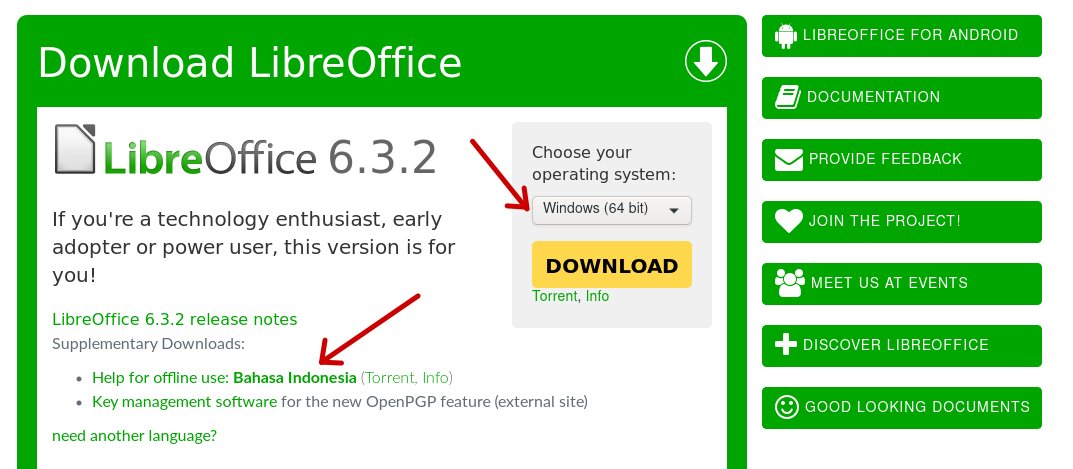 Download LibreOffice
LibreOffice 6.3.2
If you're a technology enthusiast, early
adopter or power user, this version is for
you!
LibreOffice 6.3.2 release notes
Supplementary Downloads:
Help for offline use: Bahasa Indonesia (Torrent, Info)
Key management software for the new OpenPGP feature (external site)
need another language?
Choose your
operating system:
Windows (64 bit)
DOWNLOAD
Torrent, Info
LIBREOFFICE FOR ANDROID
DOCUMENTATION
PROVIDE FEEDBACK
JOIN THE PROJECT!
MEET US AT EVENTS
DISCOVER LIBREOFFICE
GOOD LOOKING DOCUMENTS